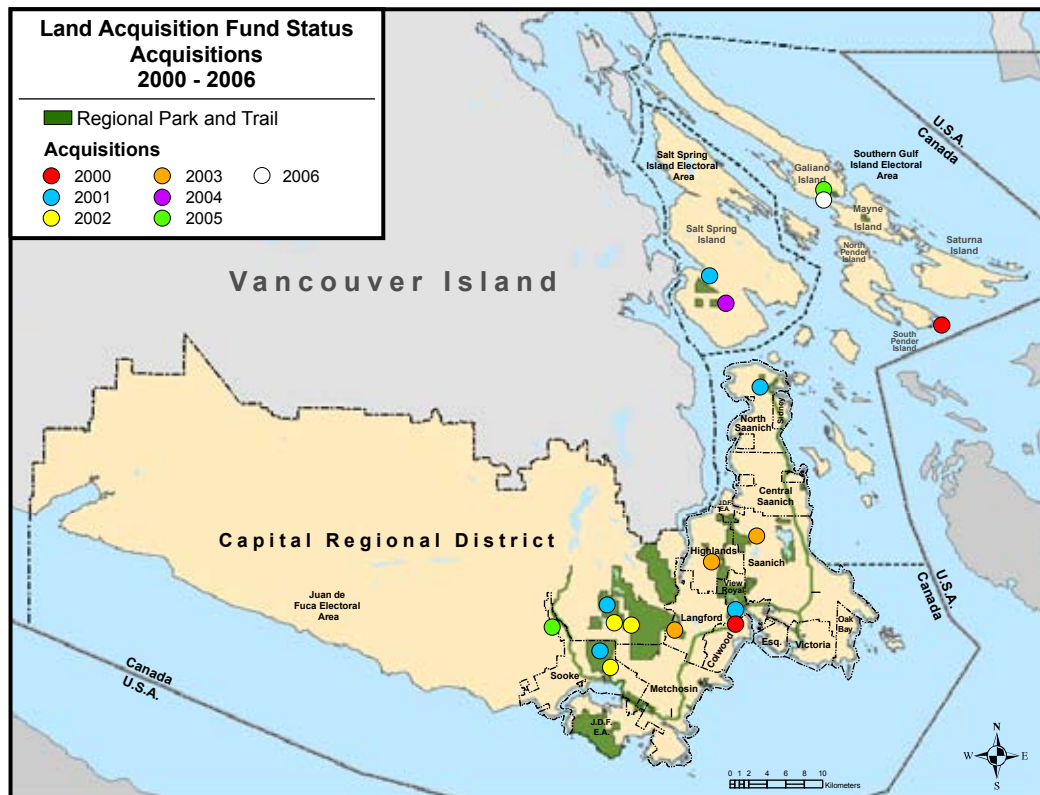 Land Acquisition Fund Status
Acquisitions
2000 - 2006
Regional Park and Trail
Acquisitions
2000
2003
2006
2001
2004
2002
2005
U.S.A.
Canada
Salt Spring
Island Electoral
Area
Galiano
Island
Southern Gulf
Island Electoral
Area
Mayne
Island
Salt Spring
Island
North
Pender
Island
Saturna
Island
Vancouver Island
South
Pender
Island
North
Saanich
Sidney
Central
Saanich
J.D.F.
E.A.
Capital Regional District
Highlands
Saanich
View
Royal
Canada
U.S.A.
Juan de
Fuca Electoral
Area
Langford
Oak
Bay
Colwood
Esq.
Victoria
Canada
U.S.A.
Sooke
Metchosin
J.D.F.
E.A.
N
W
E
S
0 1 2 4 6 8 10
Kilometers